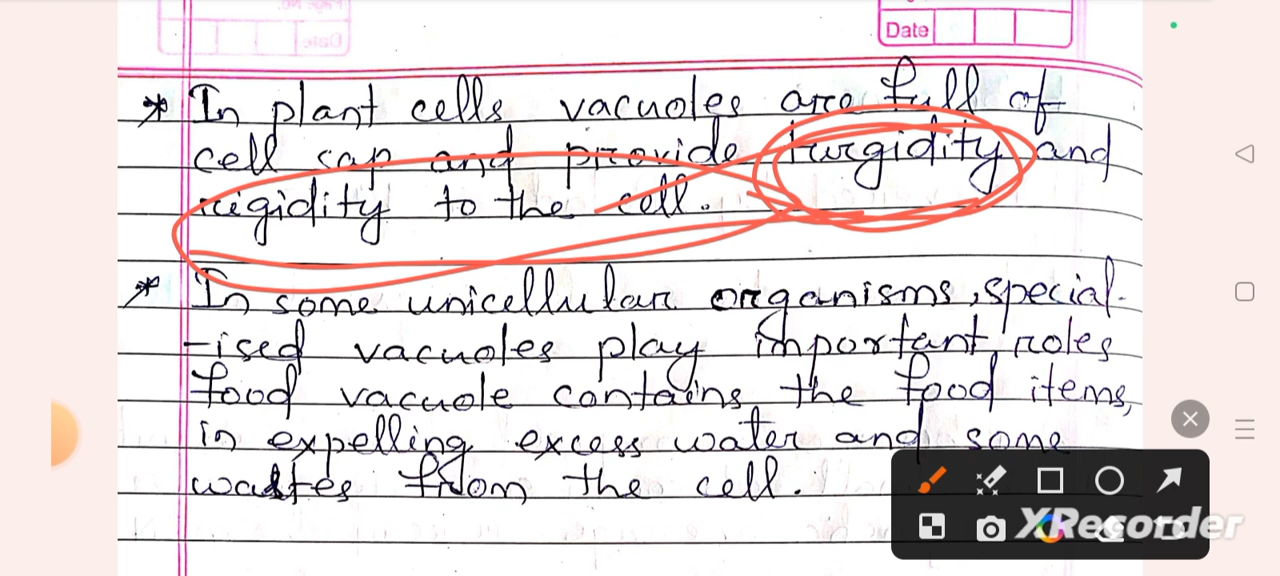 Date
* In plant cells vacuoles are full of
cell sap and provide turgidity and
rigidity to the cell.
* In some unicellular organisms, special-
-ised vacuoles play important roles
food vacuole contains the food items,
in expelling excess water and some
wastes from the cell.
XRecorder